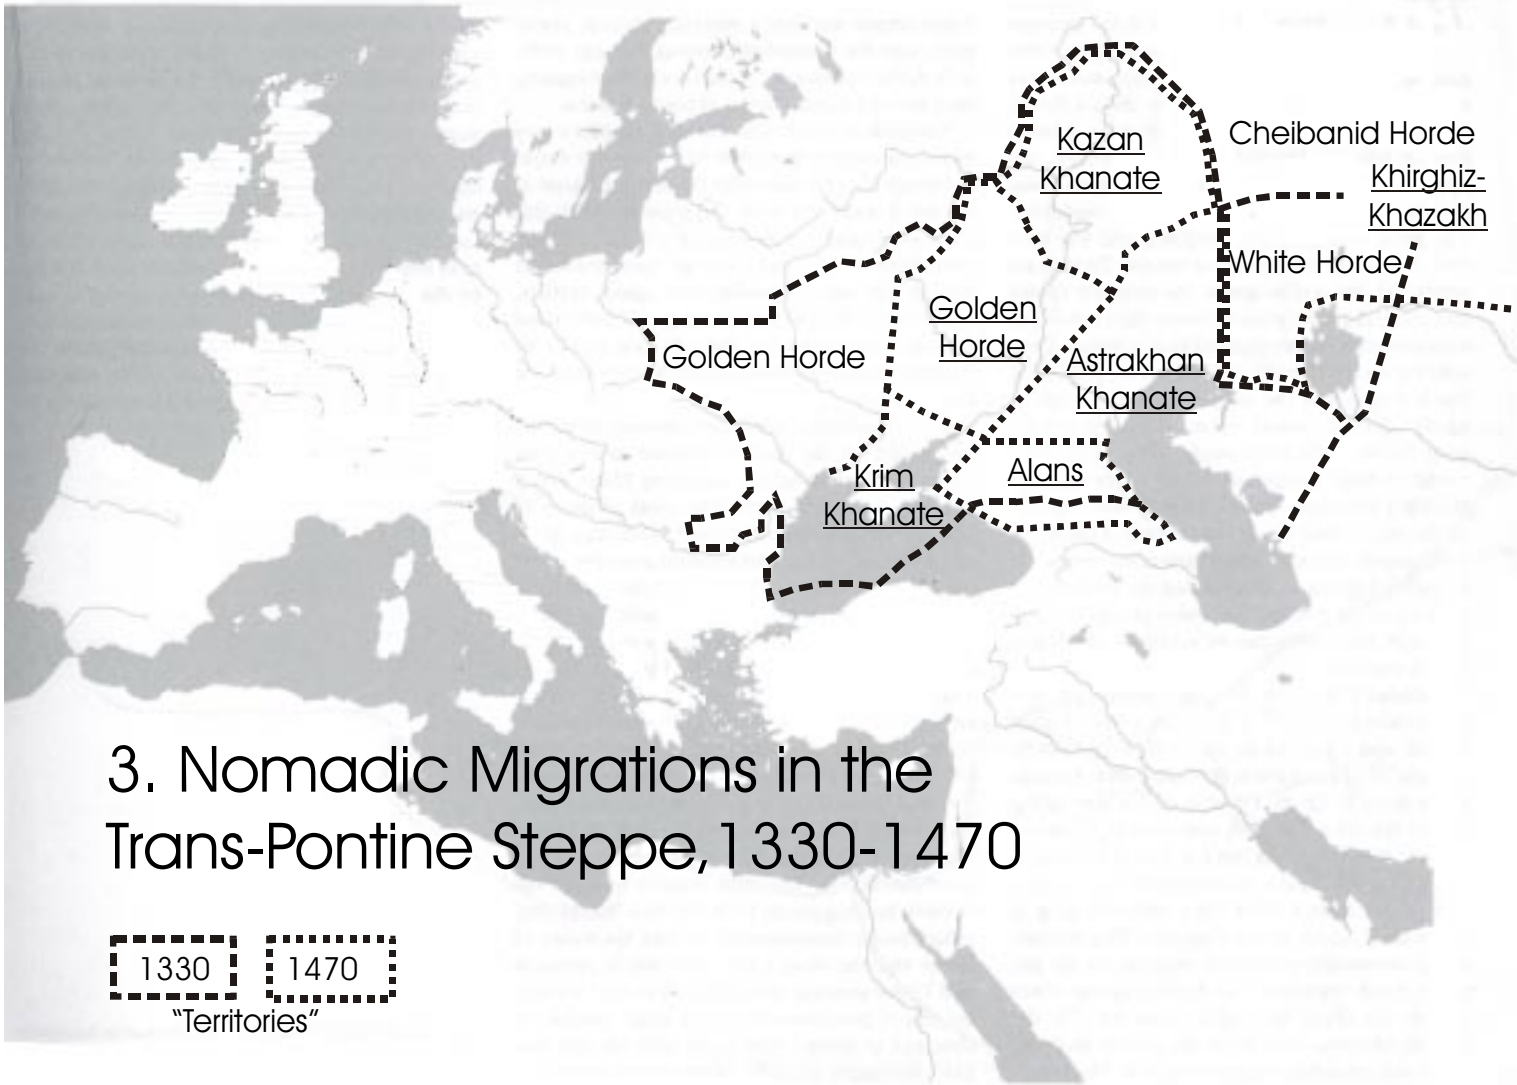 Cheibanid Horde
Kazan
Khanate
Khirghiz-
Khazakh
White Horde
Golden
Horde
Golden Horde
Astrakhan
Khanate
Krim
Khanate
Alans
3. Nomadic Migrations in the
Trans-Pontine Steppe,1330-1470
1330
1470
"Territories"